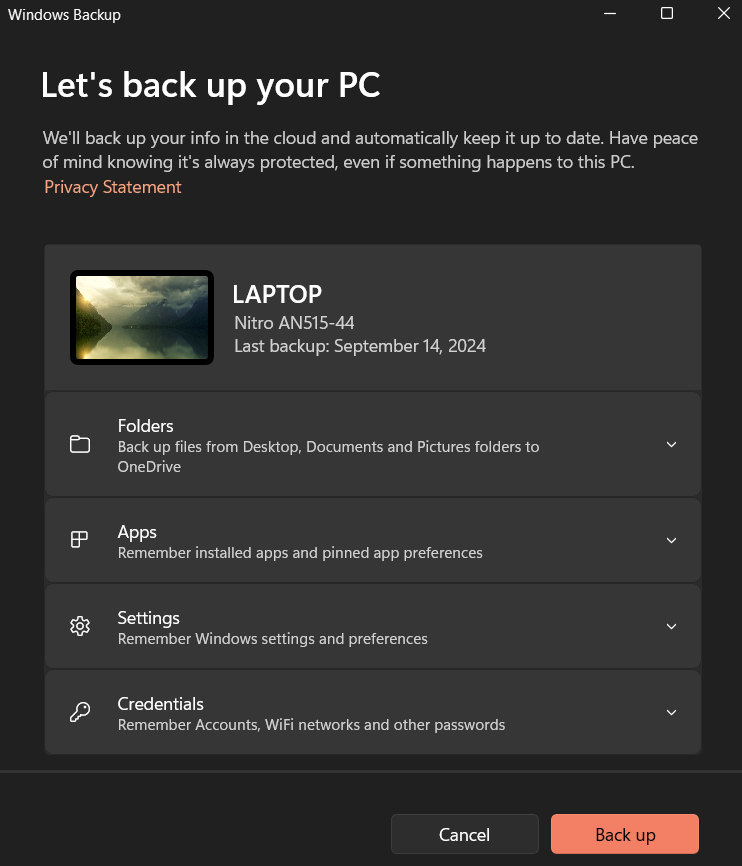 Windows Backup
Let's back up your PC
We'll back up your info in the cloud and automatically keep it up to date. Have peace
of mind knowing it's always protected, even if something happens to this PC.
Privacy Statement
LAPTOP
Nitro AN515-44
Last backup: September 14, 2024
Folders
Back up files from Desktop, Documents and Pictures folders to
OneDrive
Apps
Remember installed apps and pinned app preferences
Settings
Remember Windows settings and preferences
Credentials
Remember Accounts, WiFi networks and other passwords
Cancel
Back up